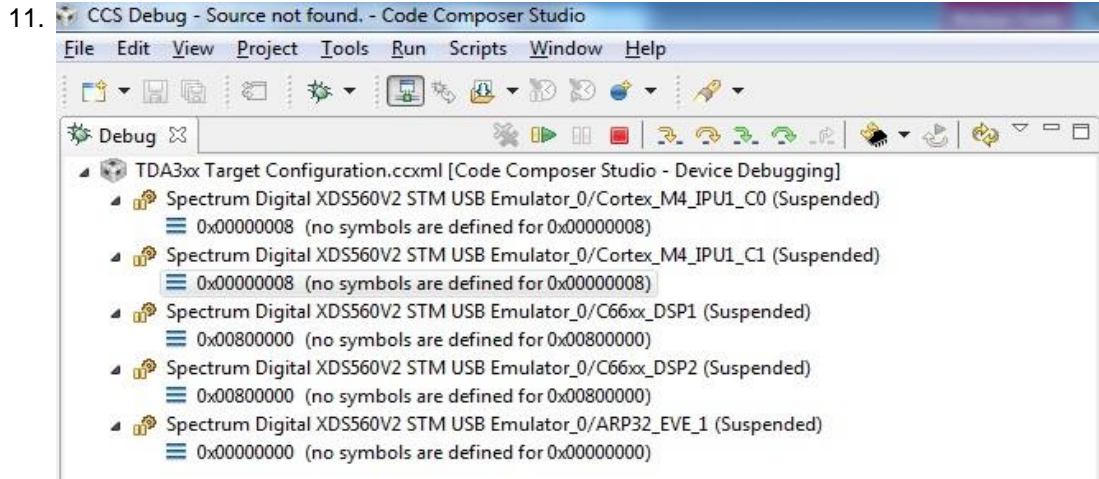 11.
CCS Debug - Source not found. - Code Composer Studio
File Edit View Project Tools Run Scripts Window Help
Debug
TDA3xx Target Configuration.ccxml [Code Composer Studio - Device Debugging]
Spectrum Digital XDS560V2 STM USB Emulator_0/Cortex_M4_IPU1_C0 (Suspended)
0x00000008 (no symbols are defined for 0x00000008)
Spectrum Digital XDS560V2 STM USB Emulator_0/Cortex_M4_IPU1_C1 (Suspended)
0x00000008 (no symbols are defined for 0x00000008)
Spectrum Digital XDS560V2 STM USB Emulator_0/C66xx_DSP1 (Suspended)
0x00800000 (no symbols are defined for 0x00800000)
Spectrum Digital XDS560V2 STM USB Emulator_0/C66xx_DSP2 (Suspended)
0x00800000 (no symbols are defined for 0x00800000)
Spectrum Digital XDS560V2 STM USB Emulator_0/ARP32_EVE_1 (Suspended)
0x00000000 (no symbols are defined for 0x00000000)